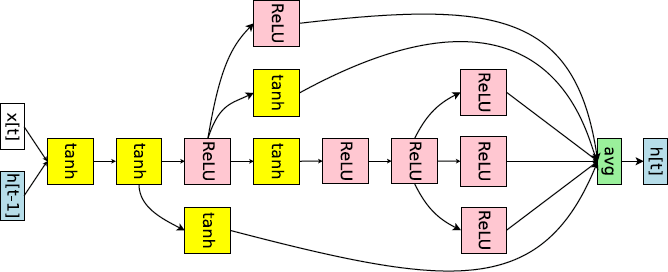 ReLU
tanh
ReLU
x[t]
tanh
tanh
ReLU
tanh
ReLU
ReLU
ReLU
avg
h[t]
h[t-1]
tanh
ReLU